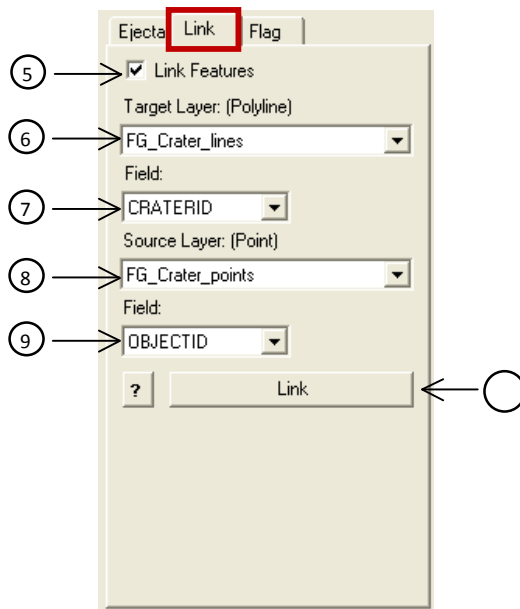 Ejecta Link Flag
5 Link Features
Target Layer: (Polyline)
6 FG_Crater_lines
Field:
7 CRATERID
Source Layer: (Point)
8 FG_Crater_points
Field:
9 OBJECTID
? Link